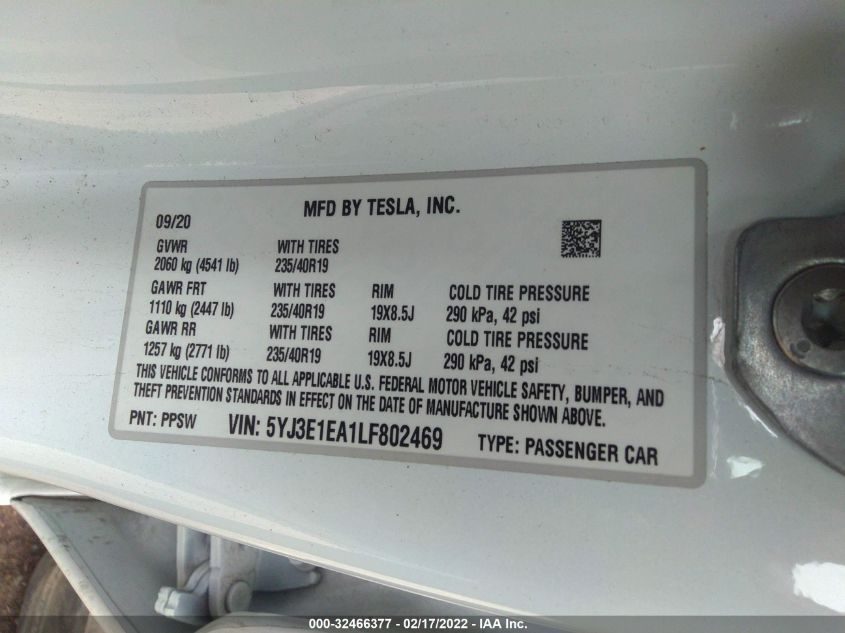 MFD BY TESLA, INC.
09/20
GVWR WITH TIRES
2060 kg (4541 lb) 235/40R19
GAWR FRT WITH TIRES RIM COLD TIRE PRESSURE
1110 kg (2447 lb) 235/40R19 19X8.5J 290 kPa, 42 psi
GAWR RR WITH TIRES RIM COLD TIRE PRESSURE
1257 kg (2771 lb) 235/40R19 19X8.5J 290 kPa, 42 psi
THIS VEHICLE CONFORMS TO ALL APPLICABLE U.S. FEDERAL MOTOR VEHICLE SAFETY, BUMPER, AND
THEFT PREVENTION STANDARDS IN EFFECT ON THE DATE OF MANUFACTURE SHOWN ABOVE.
PNT: PPSW VIN: 5YJ3E1EA1LF802469 TYPE: PASSENGER CAR
000-32466377 - 02/17/2022 - IAA Inc.